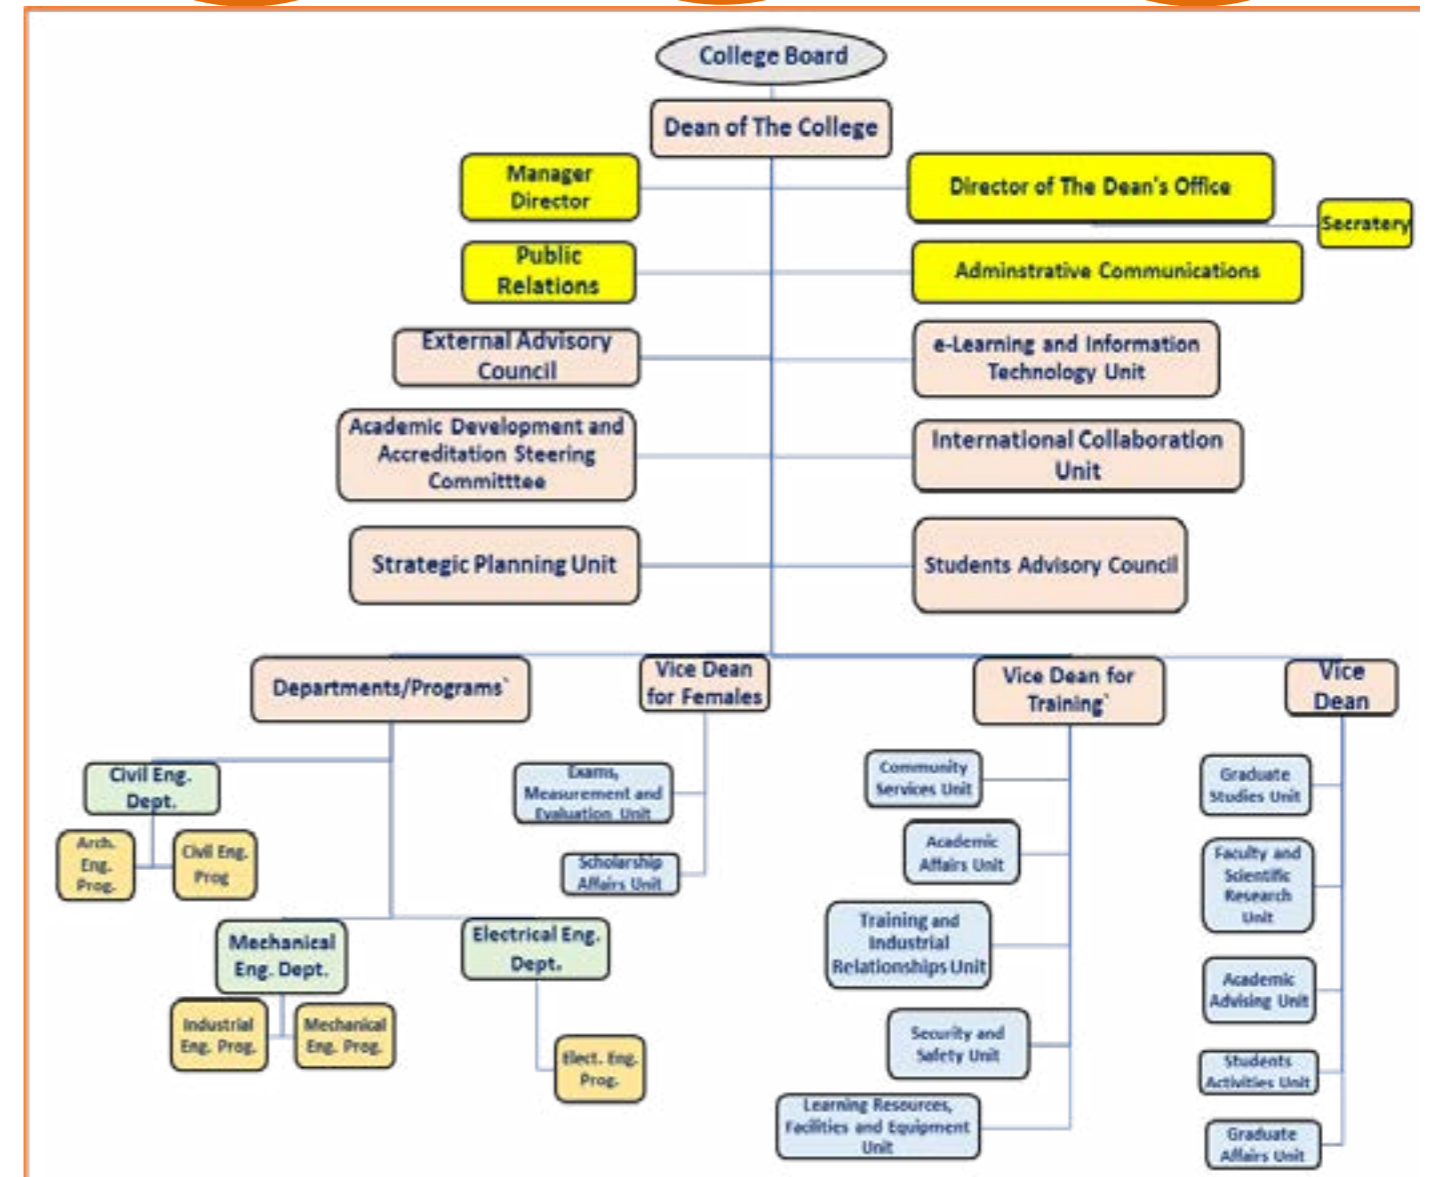 College Board
Dean of The College
Manager
Director
Director of The Dean's Office
Secratery
Public
Relations
Adminstrative Communications
External Advisory
Council
e-Learning and Information
Technology Unit
Academic Development and
Accreditation Steering
Committtee
International Collaboration
Unit
Strategic Planning Unit
Students Advisory Council
Departments/Programs`
Vice Dean
for Females
Vice Dean for
Training`
Vice
Dean
Civil Eng.
Dept.
Arch.
Eng.
Prog.
Civil Eng.
Prog
Mechanical
Eng. Dept.
Industrial
Eng. Prog.
Mechanical
Eng. Prog.
Electrical Eng.
Dept.
Elect. Eng.
Prog.
Exams,
Measurement and
Evaluation Unit
Scholarship
Affairs Unit
Community
Services Unit
Academic
Affairs Unit
Training and
Industrial
Relationships Unit
Security and
Safety Unit
Learning Resources,
Facilities and Equipment
Unit
Graduate
Studies Unit
Faculty and
Scientific
Research
Unit
Academic
Advising Unit
Students
Activities Unit
Graduate
Affairs Unit